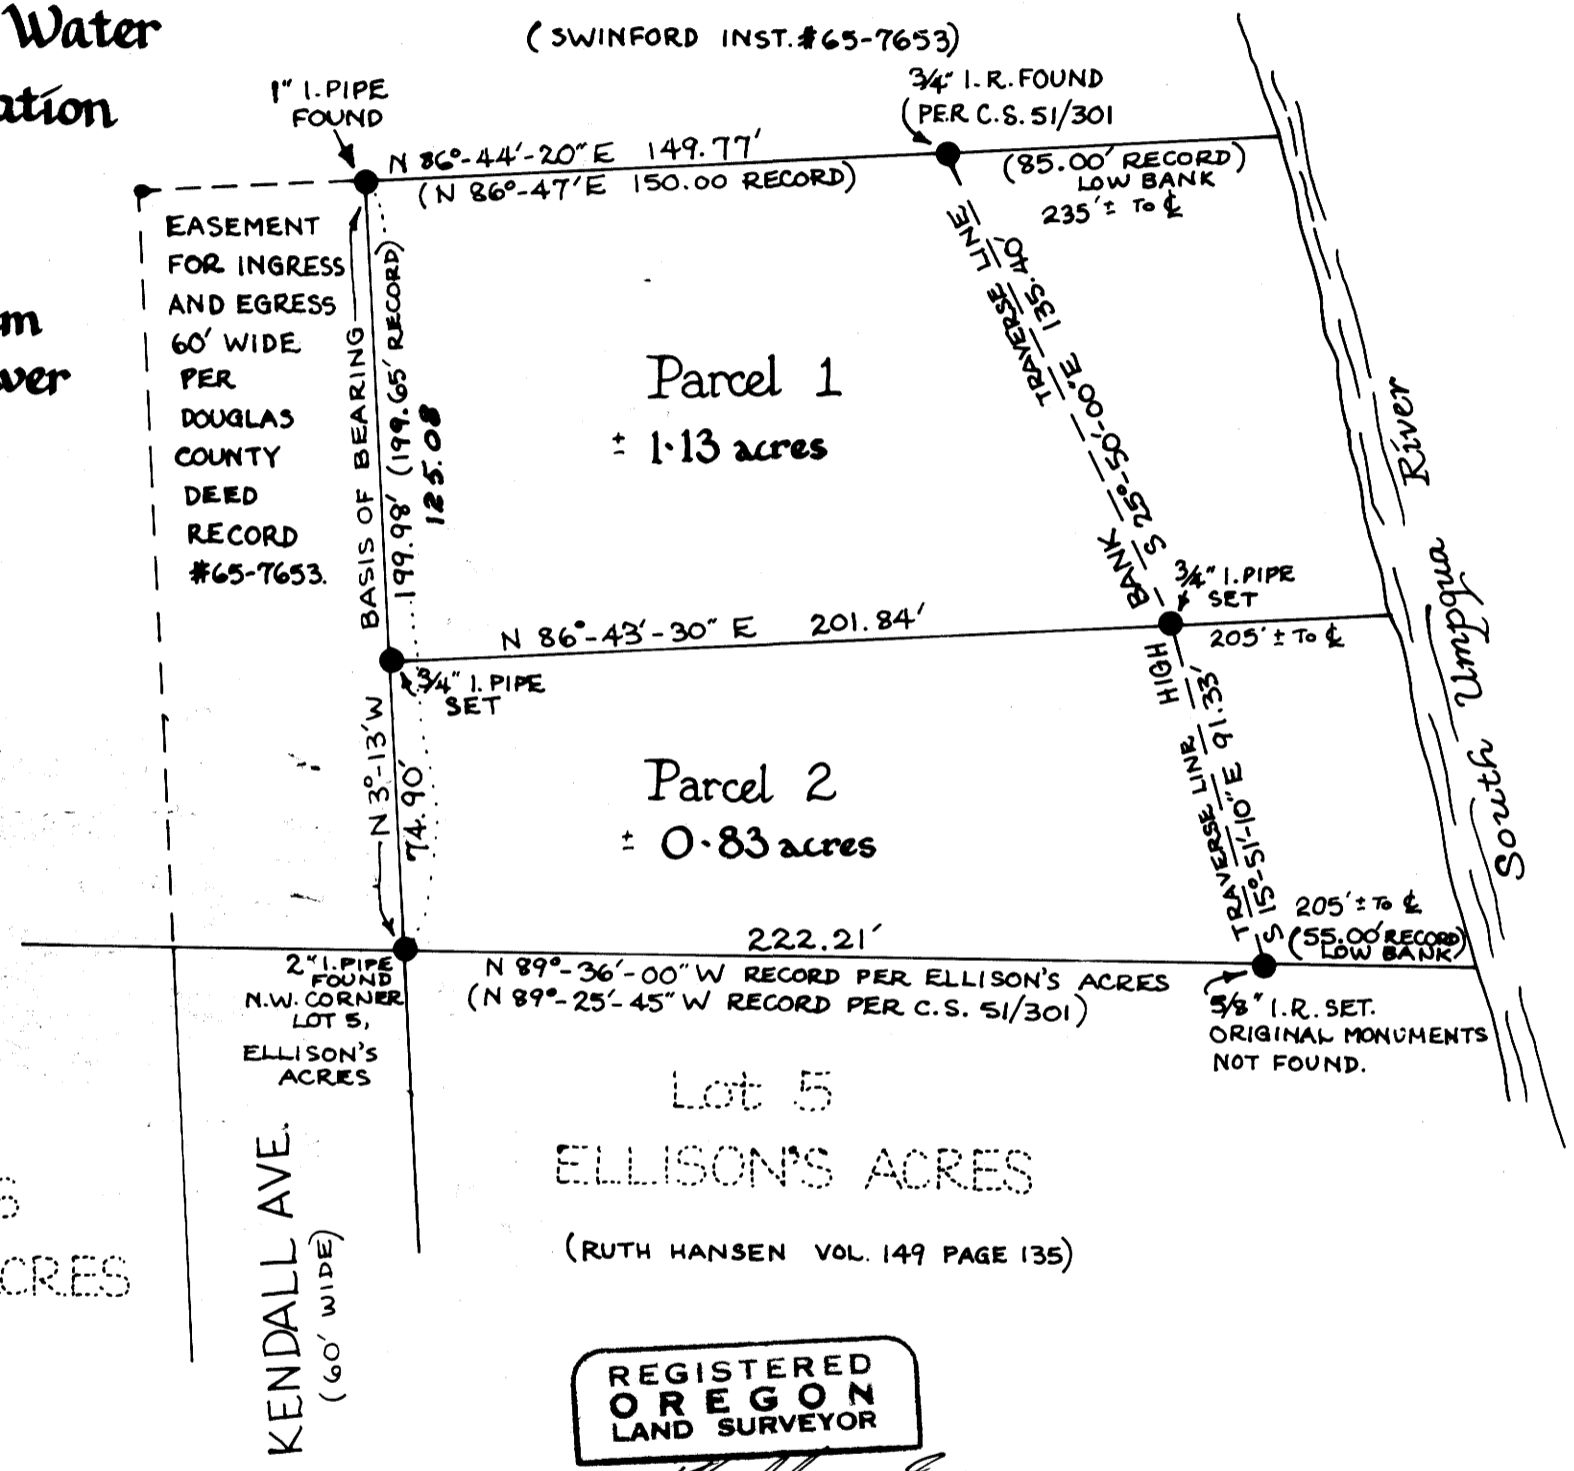 Water
ation
m
ver
(SWINFORD INST. #65-7653)
1" I. PIPE
FOUND
3/4" I.R. FOUND
(PER C.S. 51/301
N 86°-44'-20" E 149.77'
(N 86°-47' E 150.00 RECORD)
(85.00' RECORD)
LOW BANK
235' ± TO ℄
EASEMENT
FOR INGRESS
AND EGRESS
60' WIDE
PER
DOUGLAS
COUNTY
DEED
RECORD
#65-7653.
BASIS OF BEARING
199.98' (199.65' RECORD)
125.08
Parcel 1
± 1.13 acres
TRAVERSE LINE
S 25°-50'-00" E 135.40'
HIGH BANK TRAVERSE LINE
3/4" I. PIPE
SET
N 86°-43'-30" E 201.84'
205' ± TO ℄
3/4" I. PIPE
SET
N 3°-13' W
74.90'
Parcel 2
± 0.83 acres
TRAVERSE LINE
S 15°-51'-10" E 91.33'
South Umpqua River
205' ± TO ℄
(55.00' RECORD)
LOW BANK
222.21'
N 89°-36'-00" W RECORD PER ELLISON'S ACRES
(N 89°-25'-45" W RECORD PER C.S. 51/301)
2" I. PIPE
FOUND
N.W. CORNER
LOT 5,
ELLISON'S
ACRES
5/8" I.R. SET.
ORIGINAL MONUMENTS
NOT FOUND.
Lot 5
ELLISON'S ACRES
(RUTH HANSEN VOL. 149 PAGE 135)
S
CRES
KENDALL AVE.
(60' WIDE)
REGISTERED
OREGON
LAND SURVEYOR